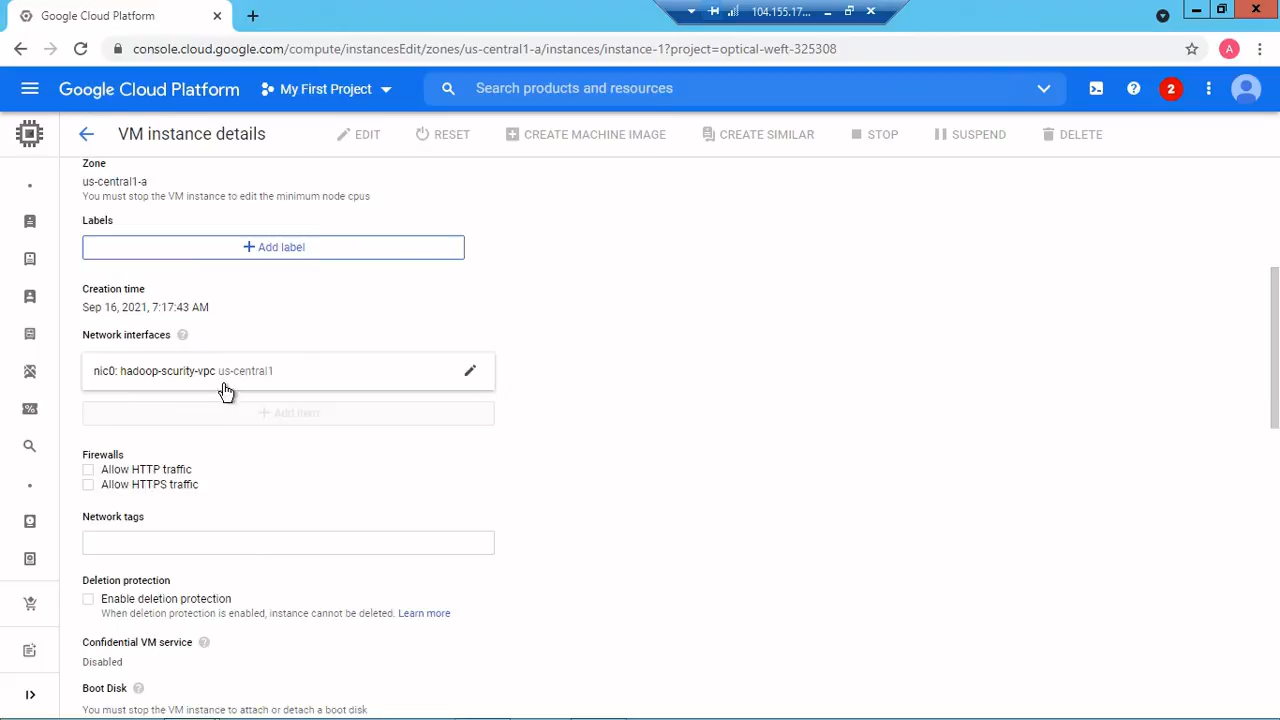 Google Cloud Platform
104.155.17...
console.cloud.google.com/compute/instancesEdit/zones/us-central1-a/instances/instance-1?project=optical-weft-325308
A
Google Cloud Platform
My First Project
Search products and resources
2
VM instance details
EDIT
RESET
CREATE MACHINE IMAGE
CREATE SIMILAR
STOP
SUSPEND
DELETE
Zone
us-central1-a
You must stop the VM instance to edit the minimum node cpus
Labels
Add label
Creation time
Sep 16, 2021, 7:17:43 AM
Network interfaces
nic0: hadoop-scurity-vpc us-central1
Add item
Firewalls
Allow HTTP traffic
Allow HTTPS traffic
Network tags
Deletion protection
Enable deletion protection
When deletion protection is enabled, instance cannot be deleted. Learn more
Confidential VM service
Disabled
Boot Disk
You must stop the VM instance to attach or detach a boot disk